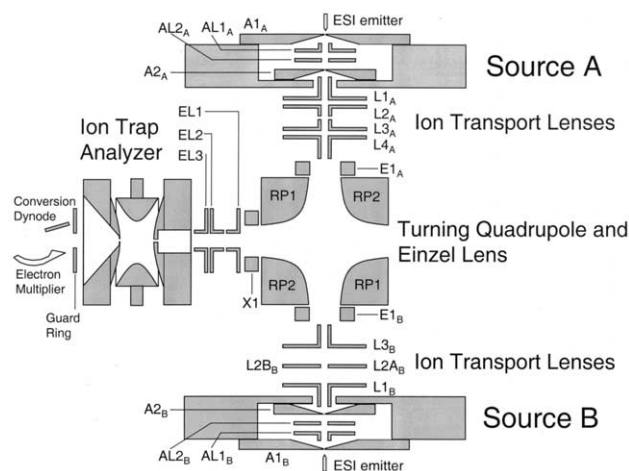 A1A
ESI emitter
AL1A
AL2A
A2A
Source A
L1A
L2A
L3A
L4A
Ion Transport Lenses
EL1
EL2
EL3
Ion Trap
Analyzer
E1A
RP1
RP2
Conversion
Dynode
Electron
Multiplier
Guard
Ring
Turning Quadrupole and
Einzel Lens
RP2
RP1
X1
E1B
L3B
L2BB
L2AB
L1B
Ion Transport Lenses
A2B
Source B
AL2B
AL1B
A1B
ESI emitter